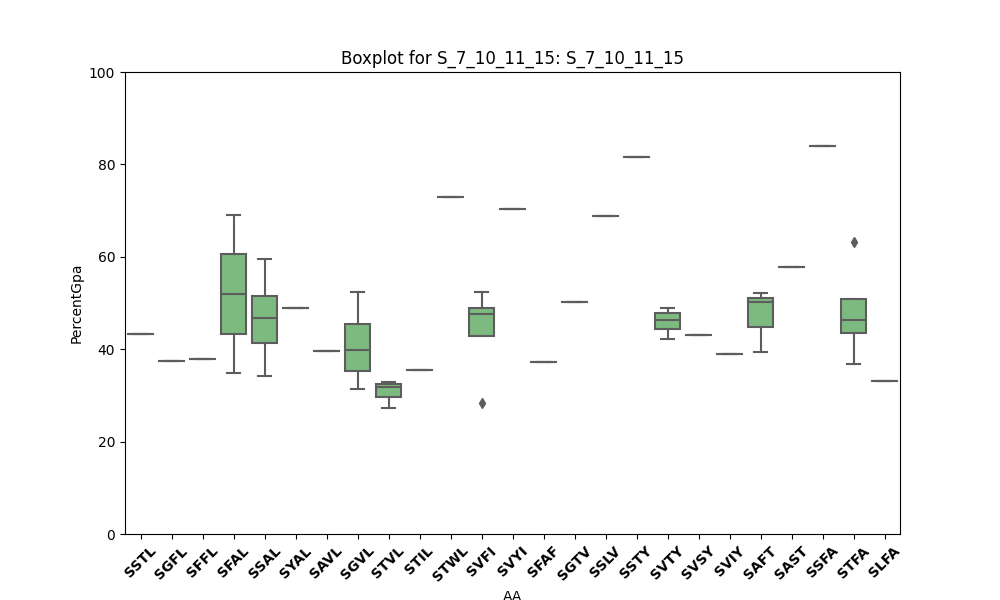 Boxplot for S_7_10_11_15: S_7_10_11_15
100
80
60
40
20
0
PercentGpa
SSTL SGFL SFFL SFAL SSAL SYAL SAVL SGVL STVL STIL STWL SVFI SVYI SFAF SGTV SSLV SSTY SVTY SVSY SVIY SAFT SAST SSFA STFA SLFA
AA